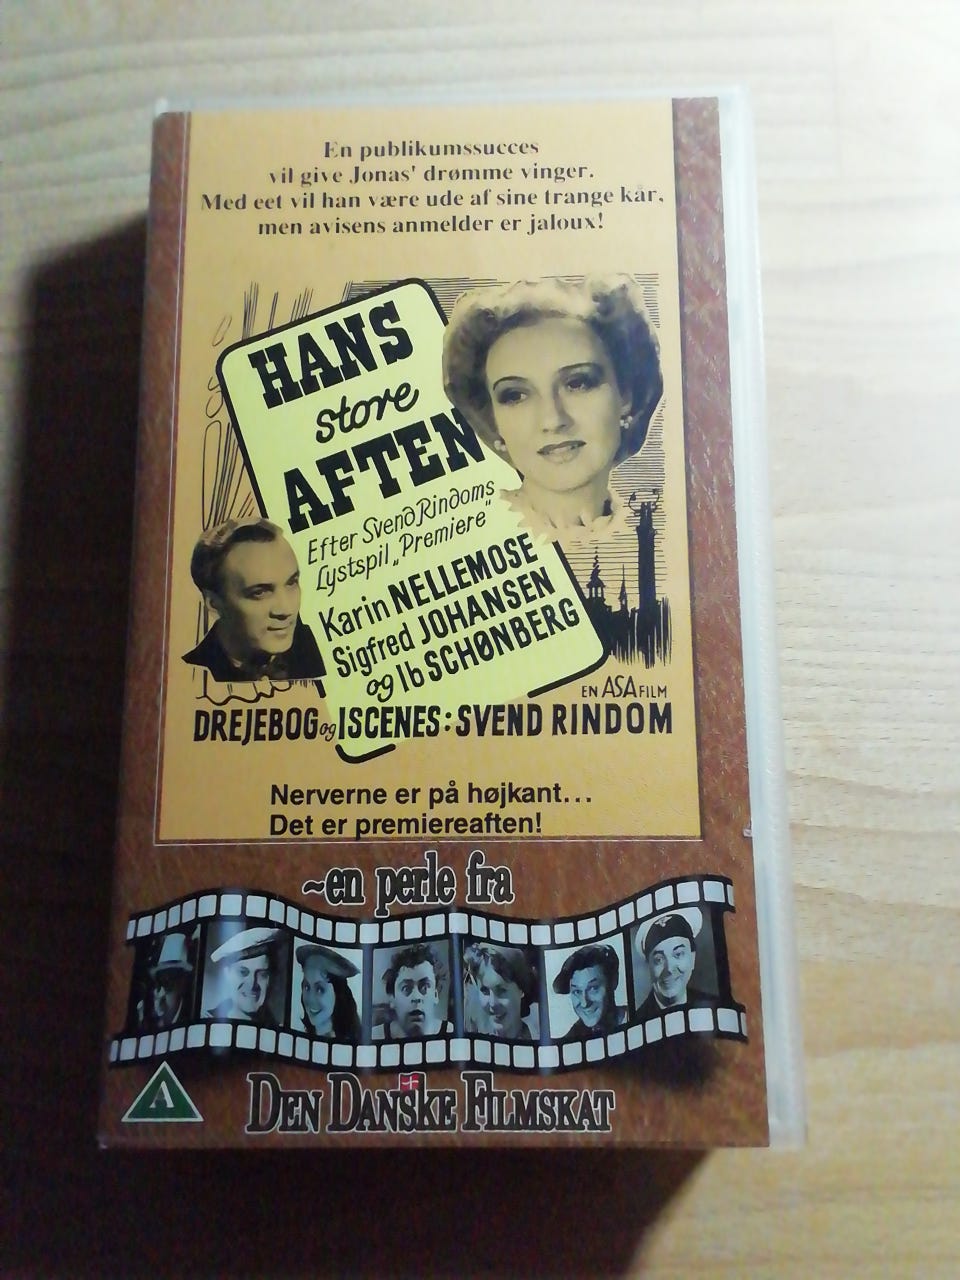 En publikumssucces
vil give Jonas' drømme vinger.
Med eet vil han være ude af sine trange kår,
men avisens anmelder er jaloux!
HANS
store
AFTEN
Efter Svend Rindoms
Lystspil „Premiere"
Karin NELLEMOSE
Sigfred JOHANSEN
og Ib SCHØNBERG
EN ASA FILM
DREJEBOG og ISCENES: SVEND RINDOM
Nerverne er på højkant...
Det er premiereaften!
~en perle fra
A
DEN DANSKE FILMSKAT